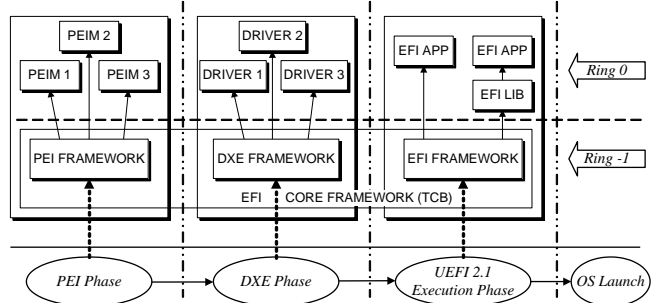 PEIM 2
PEIM 1
PEIM 3
PEI FRAMEWORK
DRIVER 2
DRIVER 1
DRIVER 3
DXE FRAMEWORK
EFI APP
EFI APP
EFI LIB
EFI FRAMEWORK
EFI CORE FRAMEWORK (TCB)
Ring 0
Ring -1
PEI Phase
DXE Phase
UEFI 2.1
Execution Phase
OS Launch